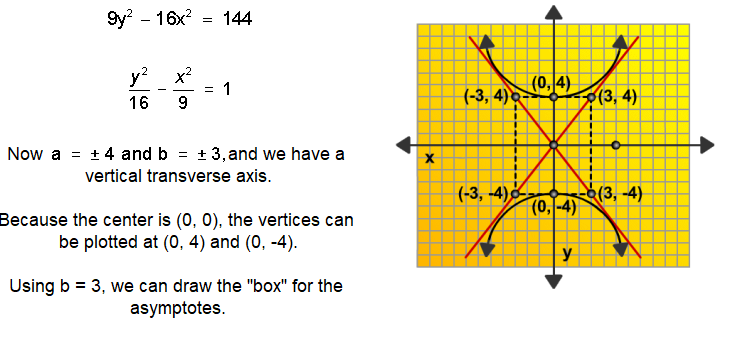 9y² – 16x² = 144
y²/16 – x²/9 = 1
Now a = ± 4 and b = ± 3, and we have a
vertical transverse axis.
Because the center is (0, 0), the vertices can
be plotted at (0, 4) and (0, -4).
Using b = 3, we can draw the "box" for the
asymptotes.
(0, 4)
(-3, 4)
(3, 4)
x
(-3, -4)
(3, -4)
(0, -4)
y